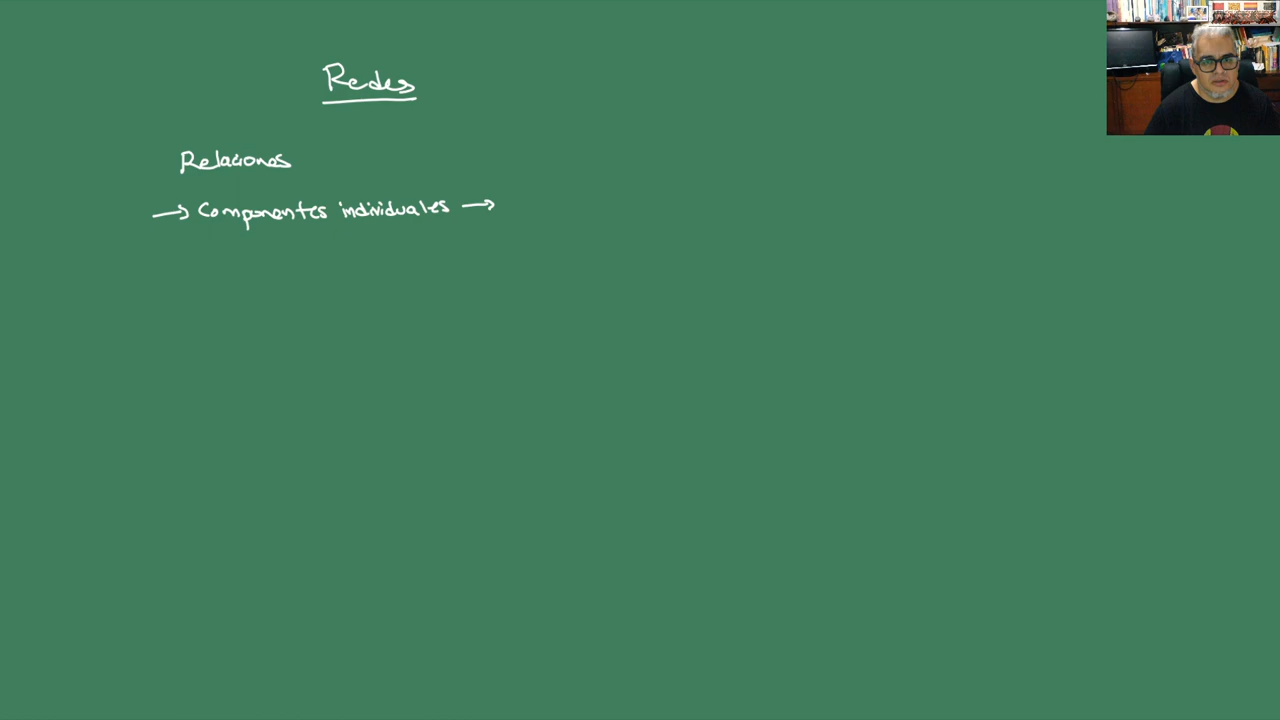 Redes
Relaciones
→ Componentes individuales →